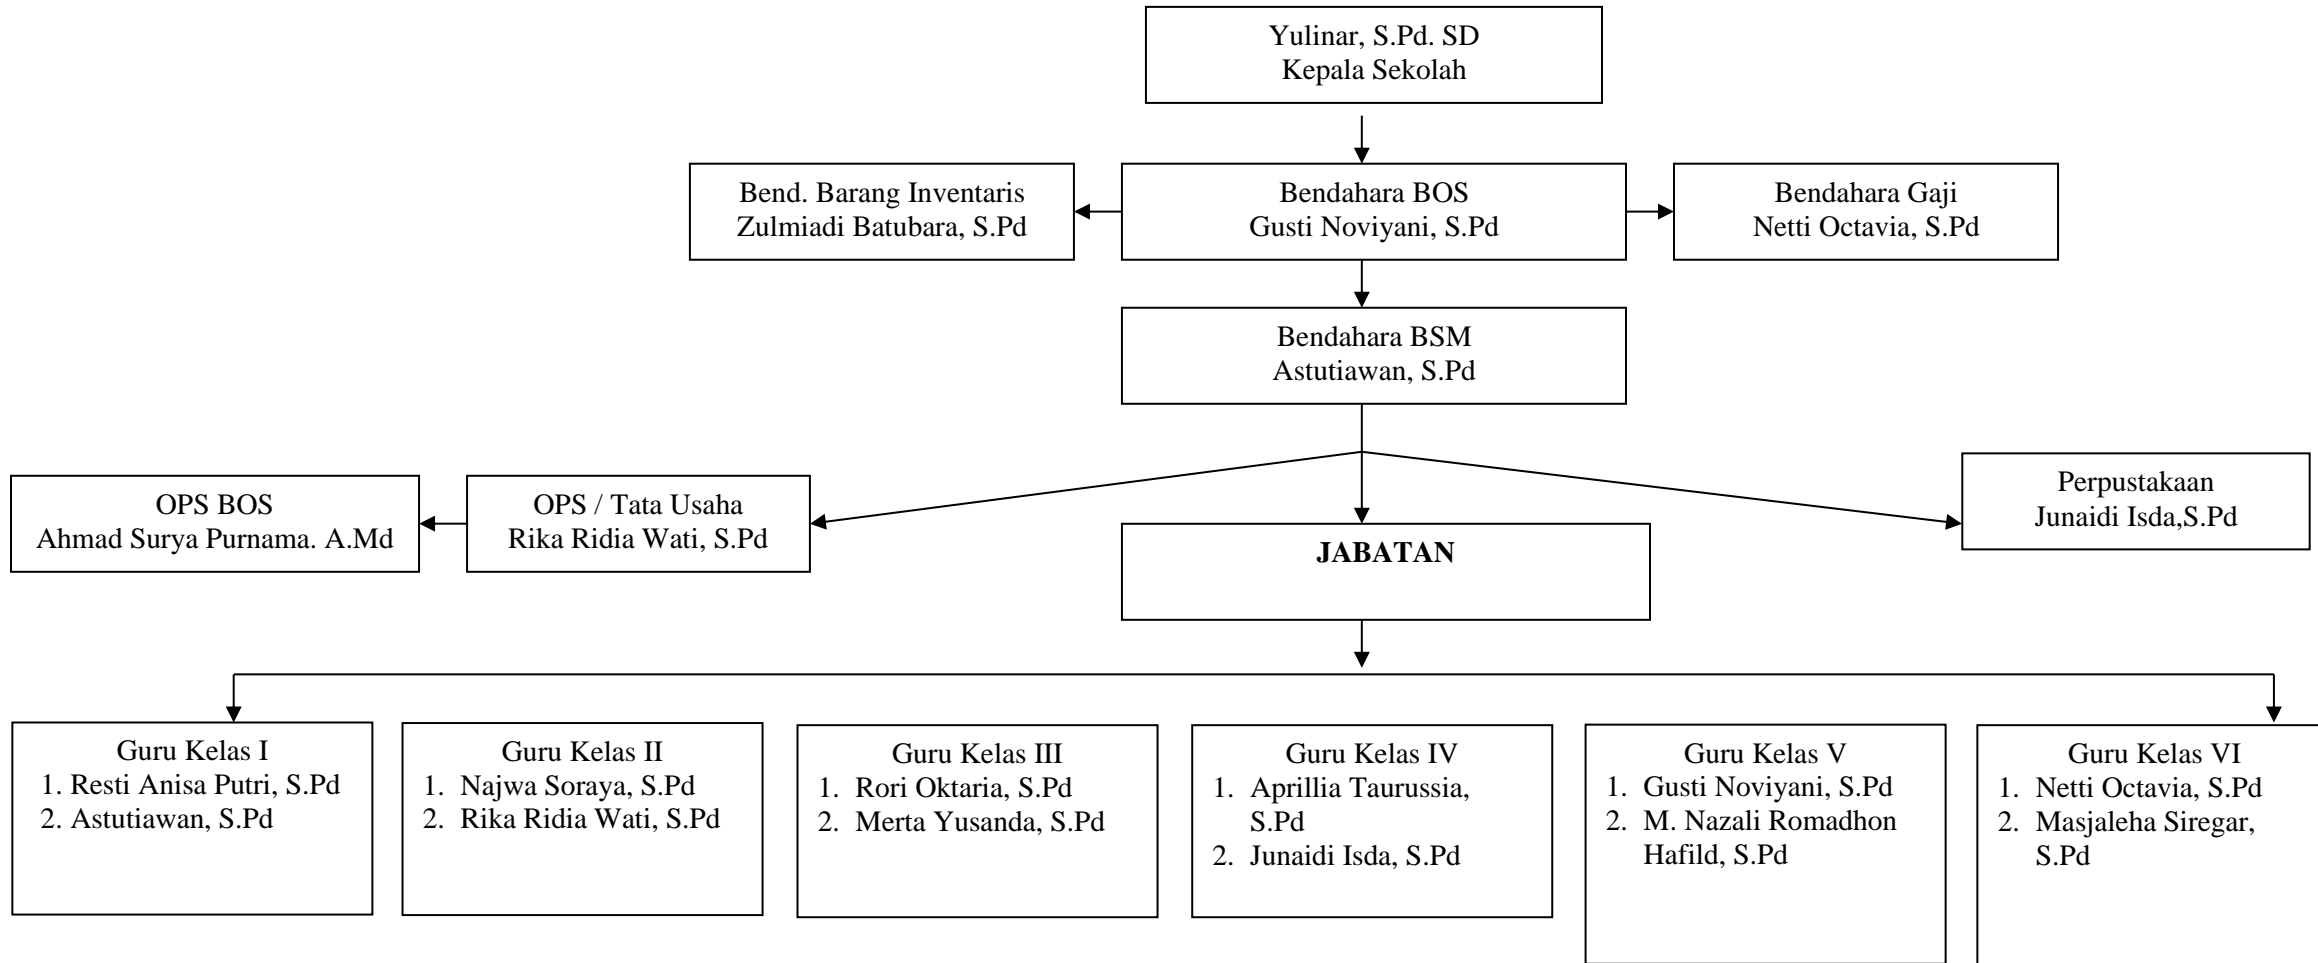 Yulinar, S.Pd. SD
Kepala Sekolah
Bend. Barang Inventaris
Zulmiadi Batubara, S.Pd
Bendahara BOS
Gusti Noviyani, S.Pd
Bendahara Gaji
Netti Octavia, S.Pd
Bendahara BSM
Astutiawan, S.Pd
OPS BOS
Ahmad Surya Purnama. A.Md
OPS / Tata Usaha
Rika Ridia Wati, S.Pd
JABATAN
Perpustakaan
Junaidi Isda,S.Pd
Guru Kelas I
1. Resti Anisa Putri, S.Pd
2. Astutiawan, S.Pd
Guru Kelas II
1. Najwa Soraya, S.Pd
2. Rika Ridia Wati, S.Pd
Guru Kelas III
1. Rori Oktaria, S.Pd
2. Merta Yusanda, S.Pd
Guru Kelas IV
1. Aprillia Taurussia,
S.Pd
2. Junaidi Isda, S.Pd
Guru Kelas V
1. Gusti Noviyani, S.Pd
2. M. Nazali Romadhon
Hafild, S.Pd
Guru Kelas VI
1. Netti Octavia, S.Pd
2. Masjaleha Siregar,
S.Pd